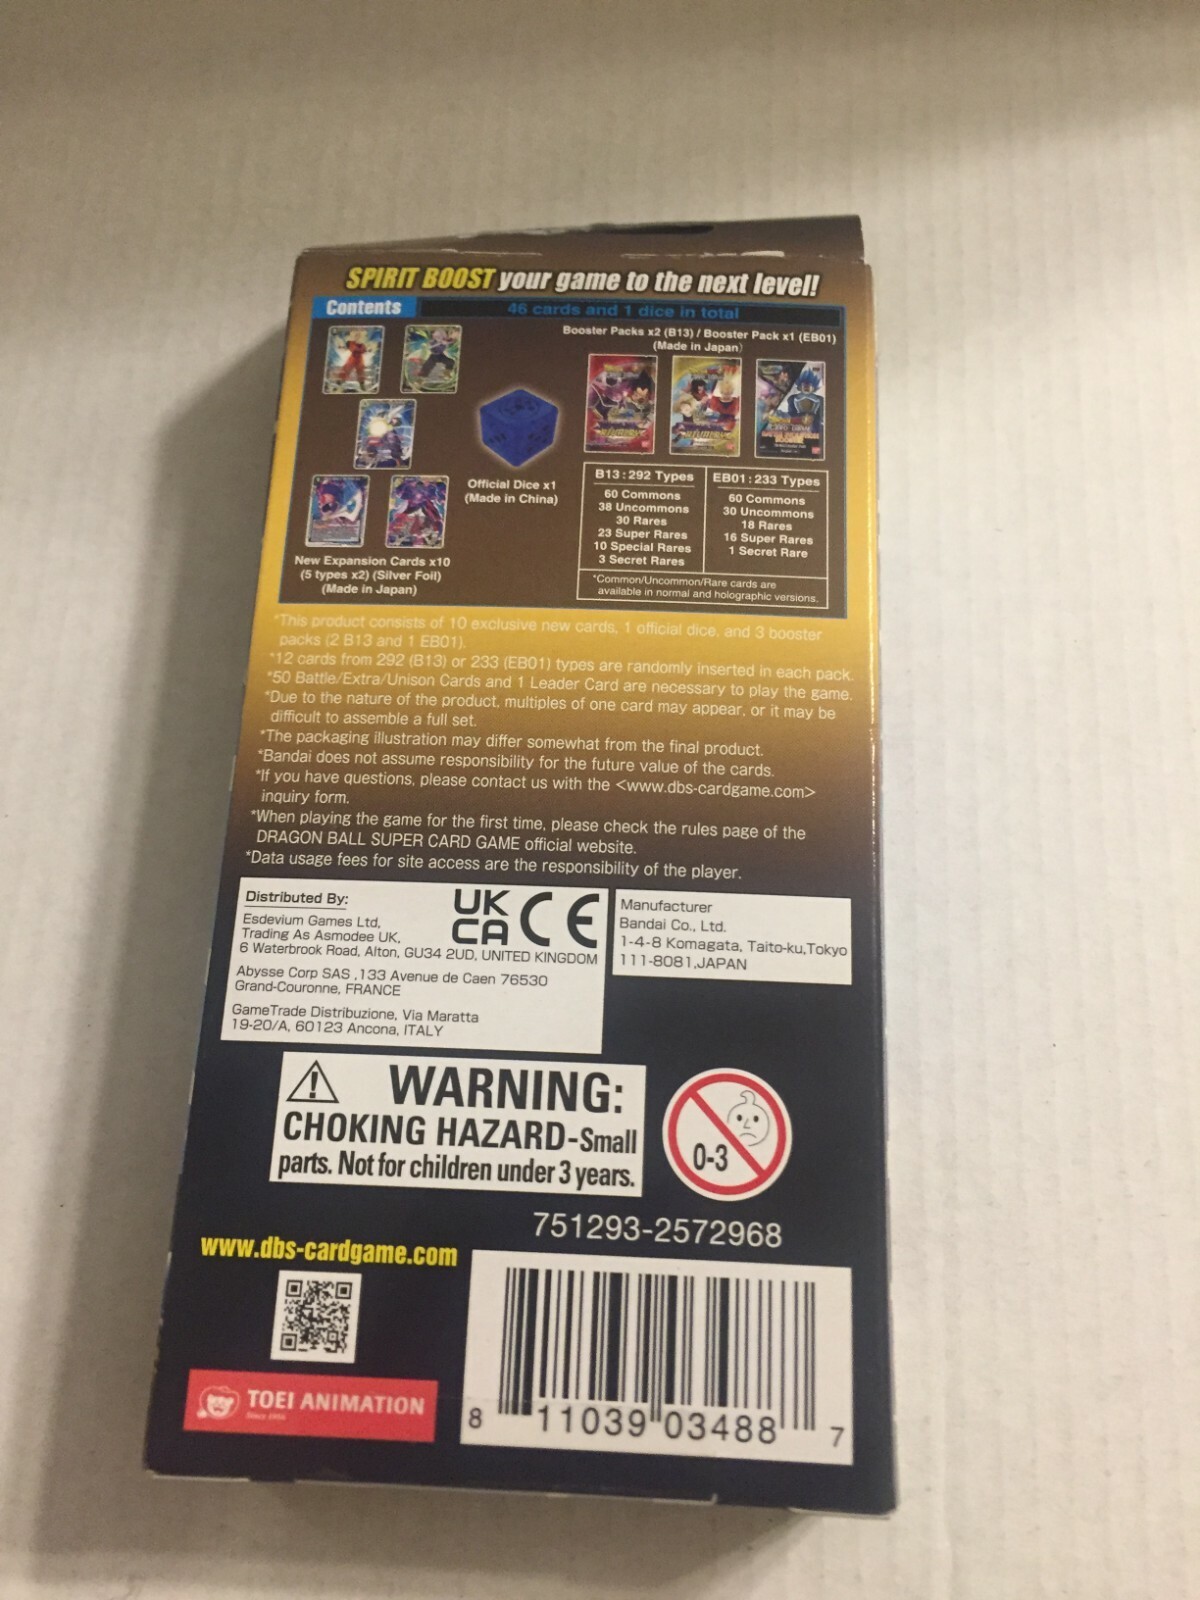 SPIRIT BOOST your game to the next level!
Contents
46 cards and 1 dice in total
Booster Packs x2 (B13) / Booster Pack x1 (EB01)
(Made in Japan)
Official Dice x1
(Made in China)
New Expansion Cards x10
(5 types x2) (Silver Foil)
(Made in Japan)
B13 : 292 Types
60 Commons
38 Uncommons
30 Rares
23 Super Rares
10 Special Rares
3 Secret Rares
EB01 : 233 Types
60 Commons
30 Uncommons
18 Rares
16 Super Rares
1 Secret Rare
*Common/Uncommon/Rare cards are
available in normal and holographic versions.
*This product consists of 10 exclusive new cards, 1 official dice, and 3 booster
packs (2 B13 and 1 EB01).
*12 cards from 292 (B13) or 233 (EB01) types are randomly inserted in each pack.
*50 Battle/Extra/Unison Cards and 1 Leader Card are necessary to play the game.
*Due to the nature of the product, multiples of one card may appear, or it may be
difficult to assemble a full set.
*The packaging illustration may differ somewhat from the final product.
*Bandai does not assume responsibility for the future value of the cards.
*If you have questions, please contact us with the <www.dbs-cardgame.com>
inquiry form.
*When playing the game for the first time, please check the rules page of the
DRAGON BALL SUPER CARD GAME official website.
*Data usage fees for site access are the responsibility of the player.
Distributed By:
Esdevium Games Ltd,
Trading As Asmodee UK,
6 Waterbrook Road, Alton, GU34 2UD, UNITED KINGDOM
Abysse Corp SAS ,133 Avenue de Caen 76530
Grand-Couronne, FRANCE
GameTrade Distribuzione, Via Maratta
19-20/A, 60123 Ancona, ITALY
UK
CA
CE
Manufacturer
Bandai Co., Ltd.
1-4-8 Komagata, Taito-ku,Tokyo
111-8081,JAPAN
WARNING:
CHOKING HAZARD-Small
parts. Not for children under 3 years.
0-3
751293-2572968
www.dbs-cardgame.com
TOEI ANIMATION
Since 1956
8 11039 03488 7